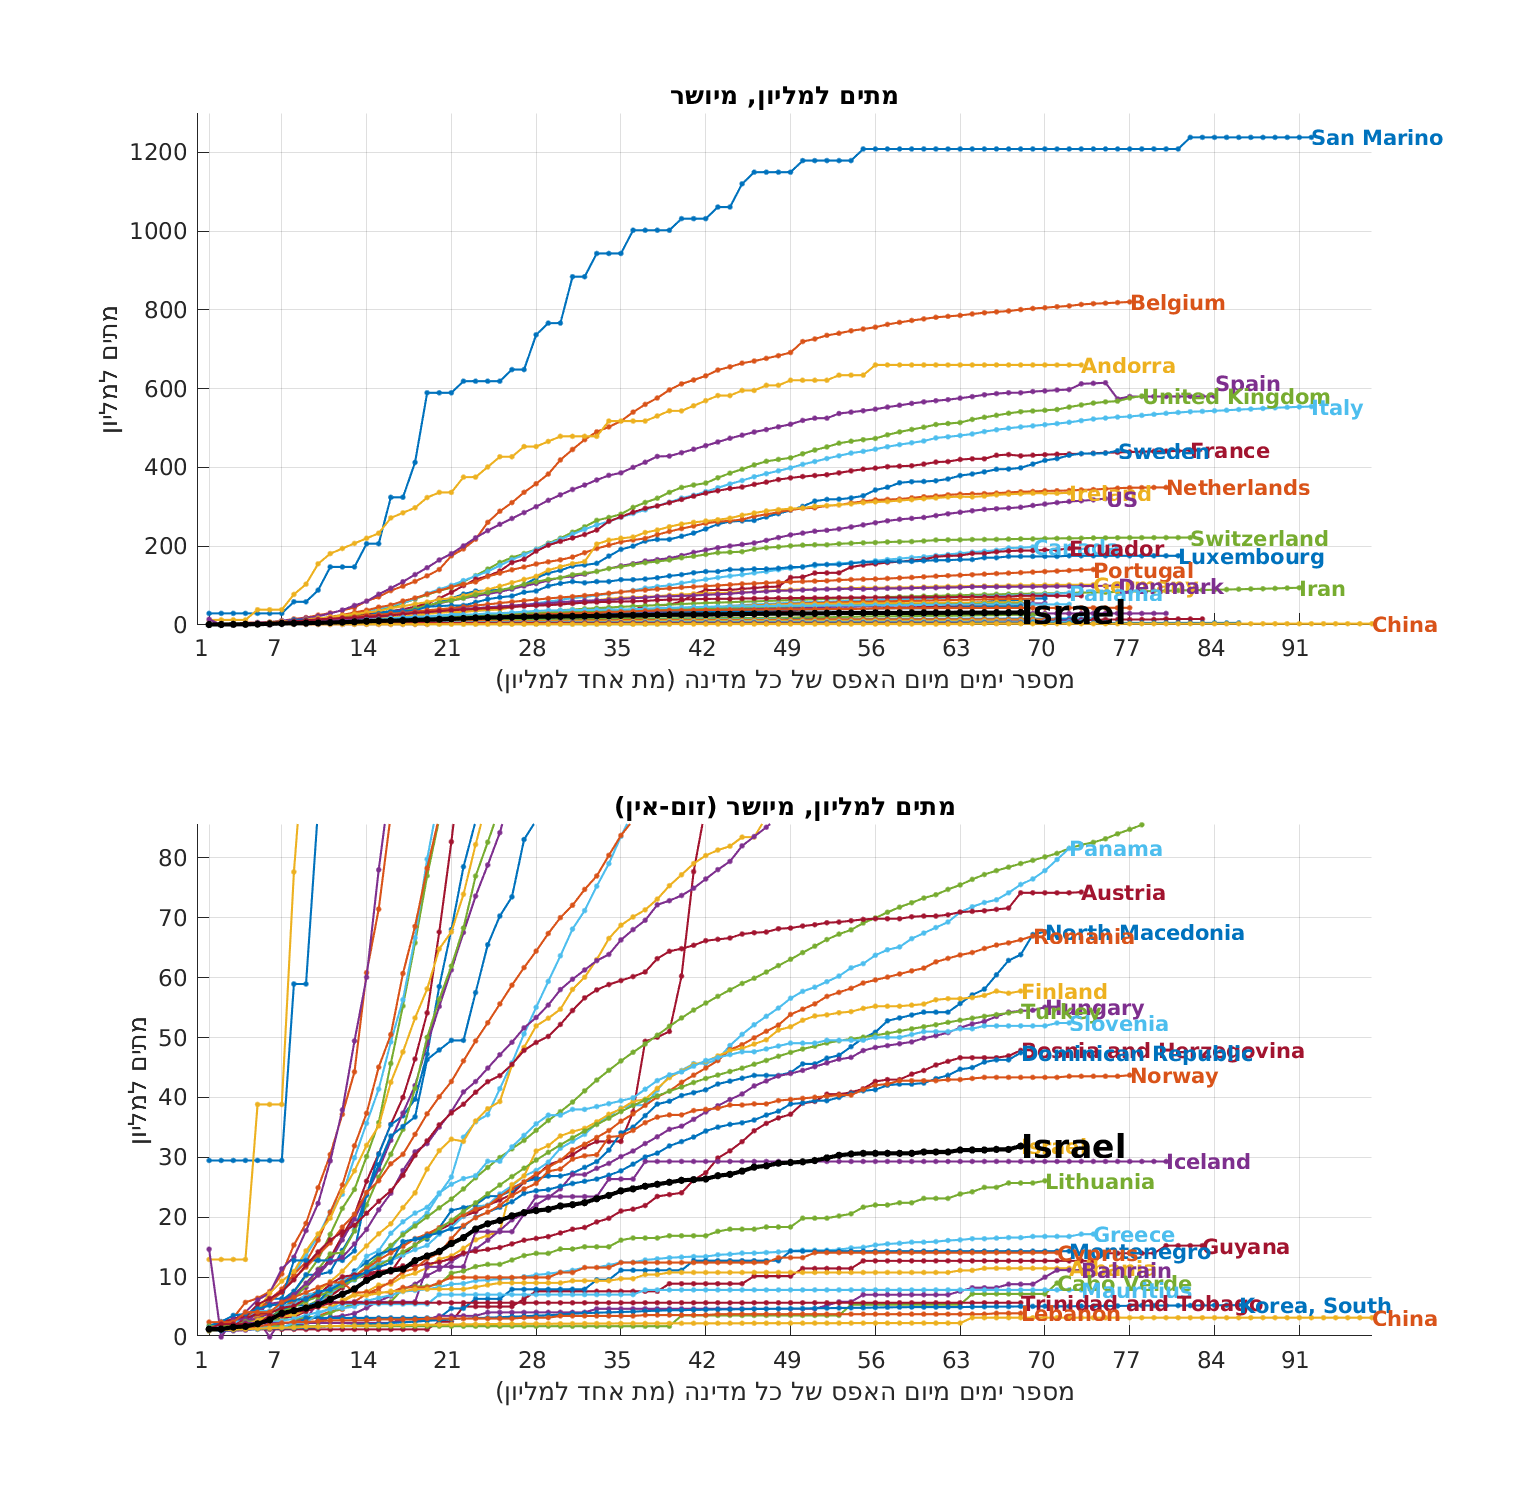 מתים למליון, מיושר
מתים למליון
1200
1000
800
600
400
200
0
San Marino
Belgium
Andorra
Spain
United Kingdom
Italy
France
Sweden
Netherlands
Ireland
US
Switzerland
Ecuador
Luxembourg
Portugal
Denmark
Panama
Iran
Israel
China
1 7 14 21 28 35 42 49 56 63 70 77 84 91
מספר ימים מיום האפס של כל מדינה (מת אחד למליון)
מתים למליון, מיושר (זום-אין)
מתים למליון
80
70
60
50
40
30
20
10
0
Panama
Austria
North Macedonia
Romania
Finland
Hungary
Turkey
Slovenia
Bosnia and Herzegovina
Dominican Republic
Norway
Israel
Iceland
Lithuania
Greece
Guyana
Montenegro
Cyprus
Albania
Bahrain
Cabo Verde
Mauritius
Trinidad and Tobago
Korea, South
Lebanon
China
1 7 14 21 28 35 42 49 56 63 70 77 84 91
מספר ימים מיום האפס של כל מדינה (מת אחד למליון)